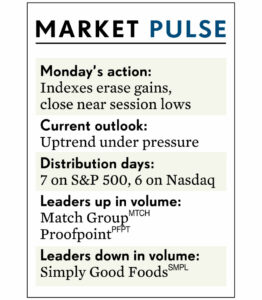 MARKET PULSE
Monday's action:
Indexes erase gains,
close near session lows
Current outlook:
Uptrend under pressure
Distribution days:
7 on S&P 500, 6 on Nasdaq
Leaders up in volume:
Match Group MTCH
Proofpoint PFPT
Leaders down in volume:
Simply Good Foods SMPL